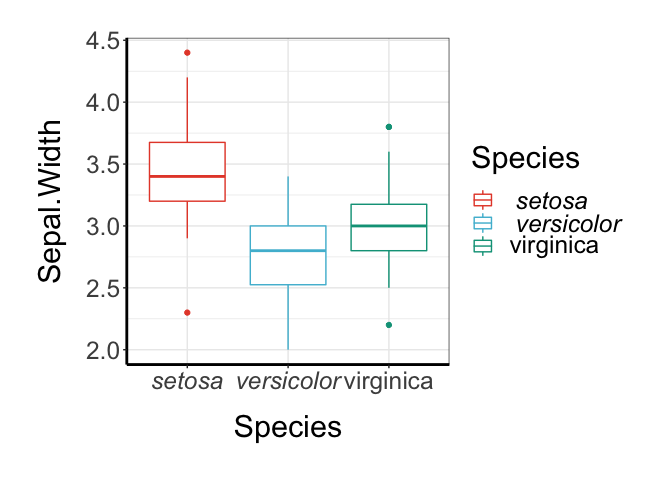 4.5
4.0
3.5
3.0
2.5
2.0
Sepal.Width
setosa versicolor virginica
Species
Species
setosa
versicolor
virginica